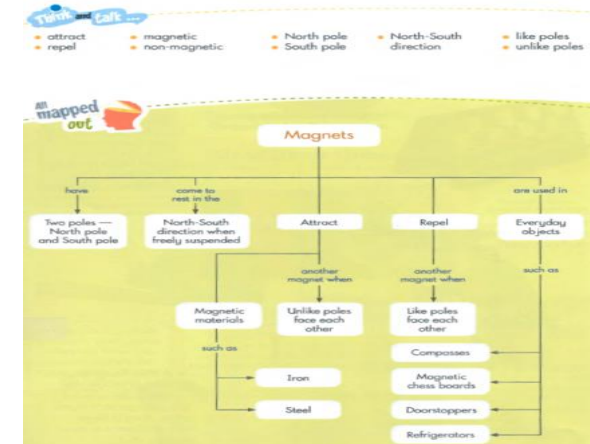 Think and talk ...
attract
repel
magnetic
non-magnetic
North pole
South pole
North-South
direction
like poles
unlike poles
All
mapped
out
Magnets
have
come to
rest in the
are used in
Two poles —
North pole
and South pole
North-South
direction when
freely suspended
Attract
Repel
Everyday
objects
another
magnet when
another
magnet when
such as
Magnetic
materials
Unlike poles
face each
other
Like poles
face each
other
such as
Iron
Steel
Compasses
Magnetic
chess boards
Doorstoppers
Refrigerators